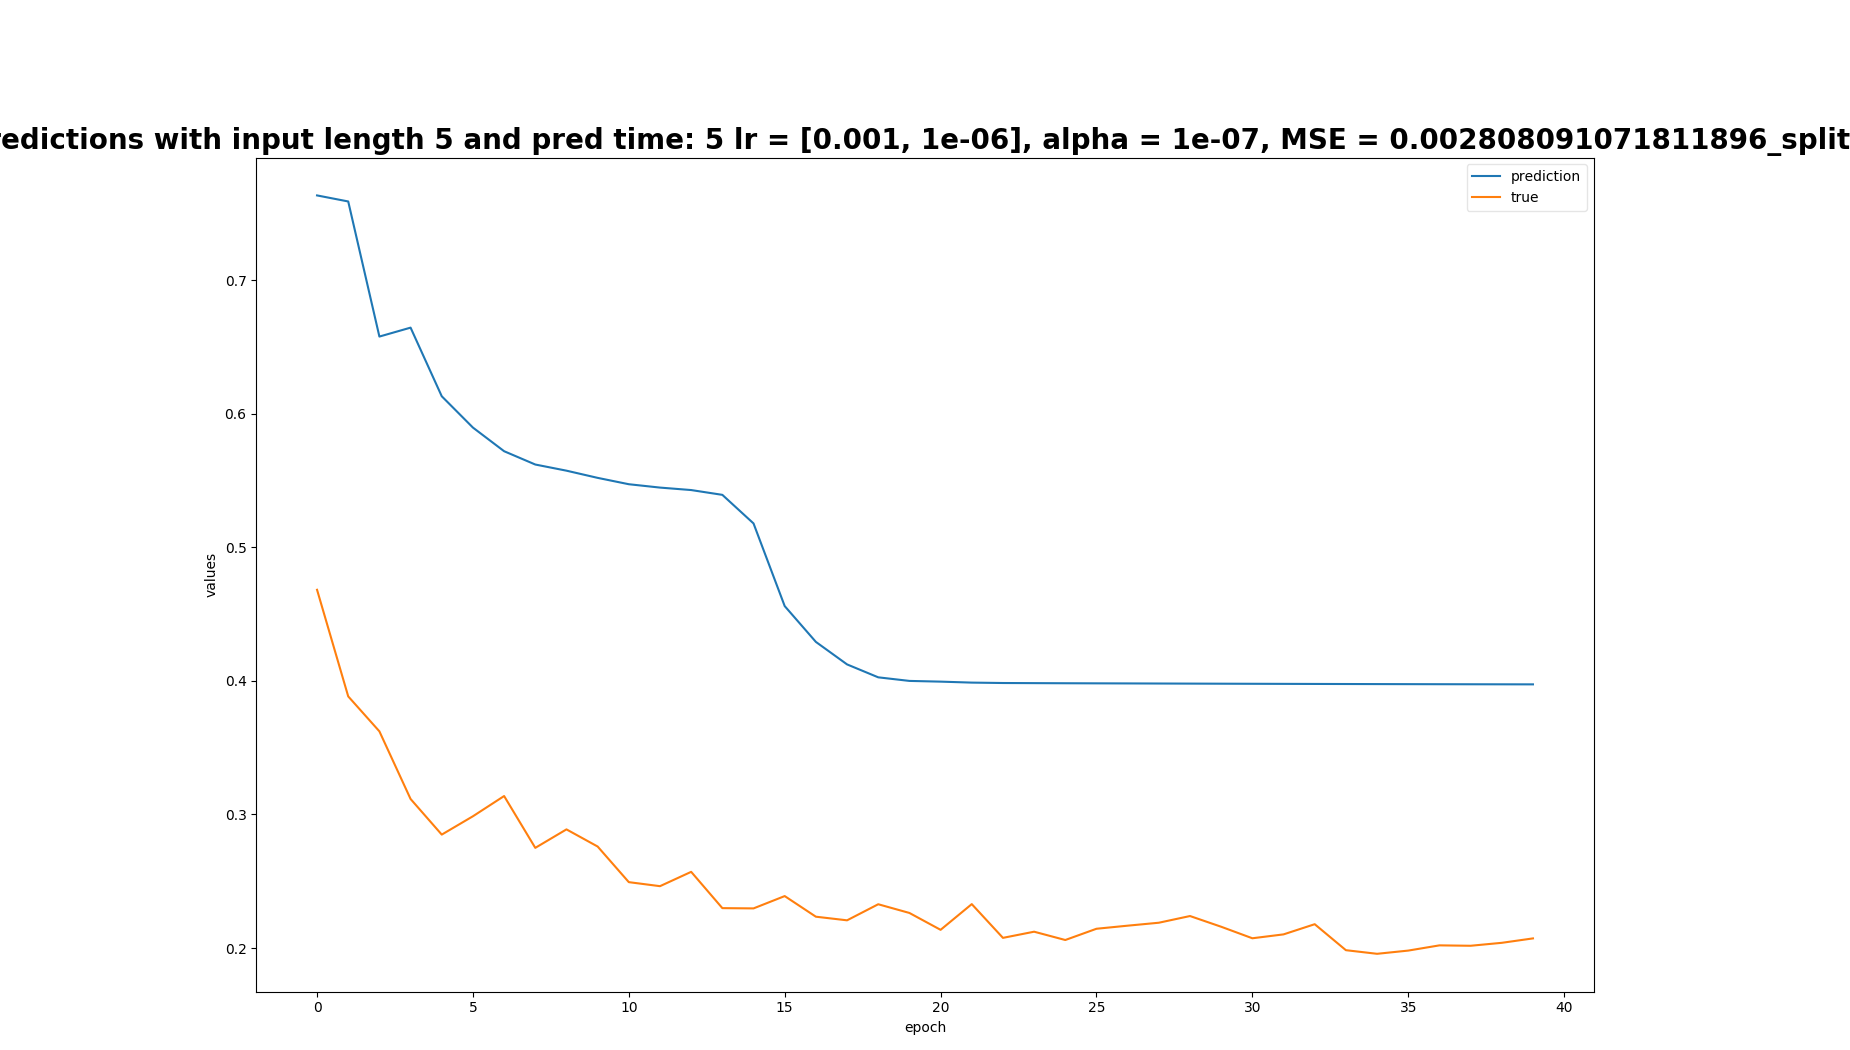 edictions with input length 5 and pred time: 5 lr = [0.001, 1e-06], alpha = 1e-07, MSE = 0.002808091071811896_split
prediction
true
0.7
0.6
0.5
0.4
0.3
0.2
values
0 5 10 15 20 25 30 35 40
epoch